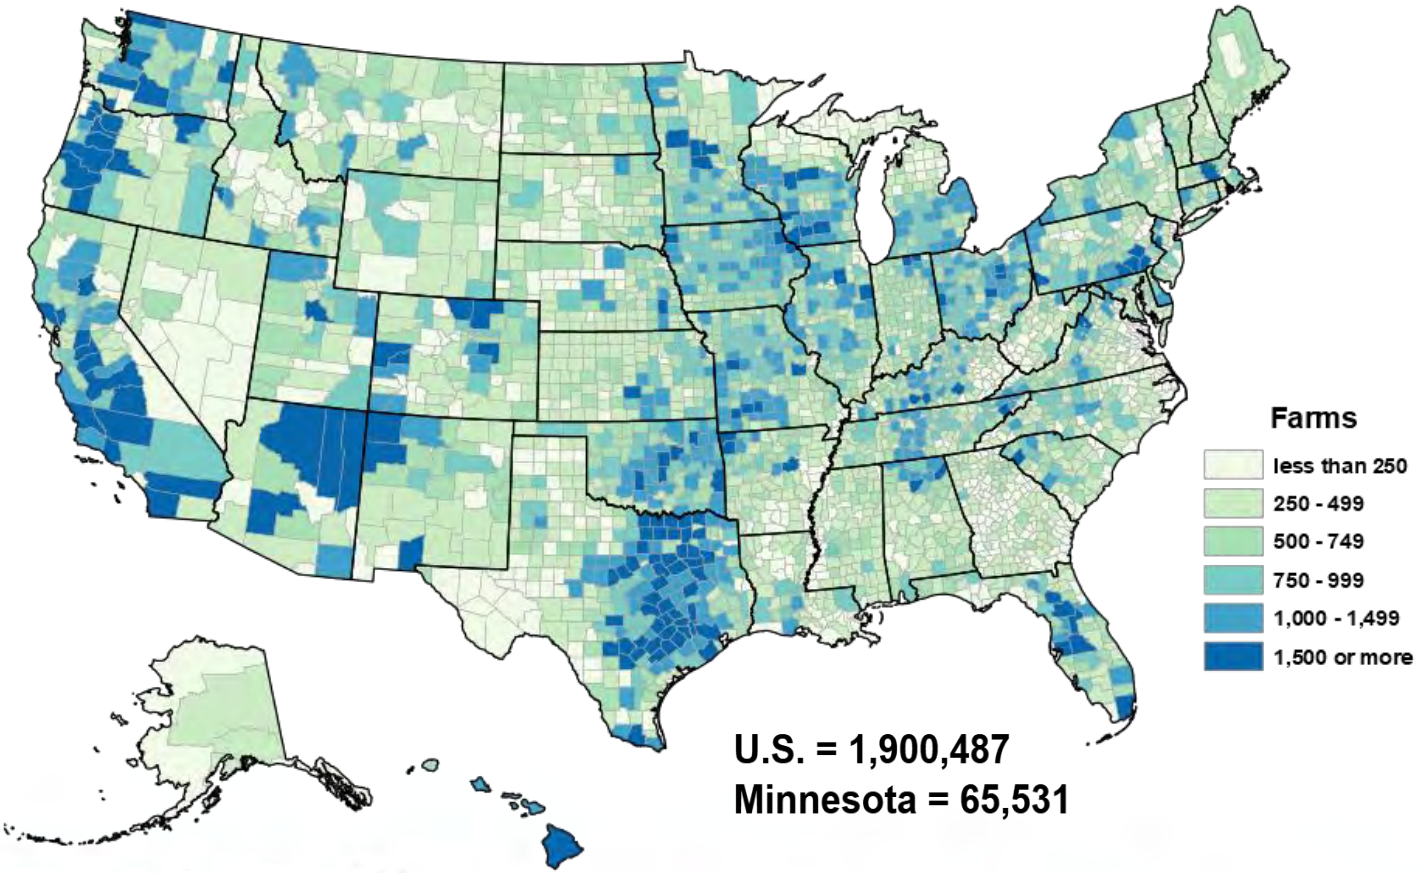 Farms
less than 250
250 - 499
500 - 749
750 - 999
1,000 - 1,499
1,500 or more
U.S. = 1,900,487
Minnesota = 65,531